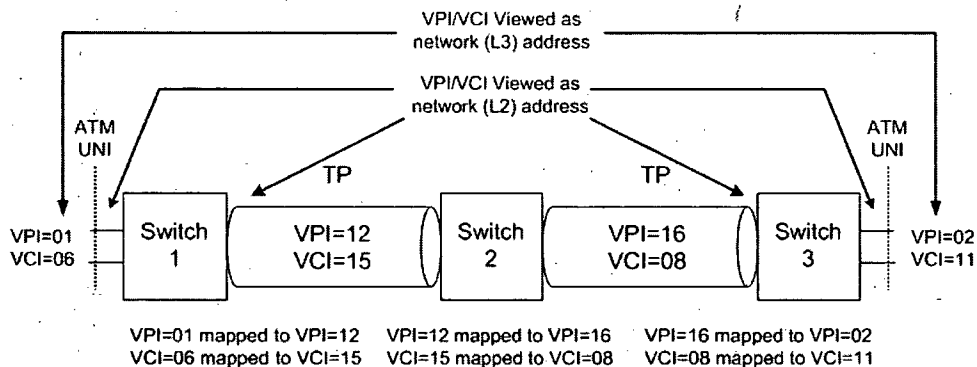 VPI/VCI Viewed as
network (L3) address
VPI/VCI Viewed as
network (L2) address
ATM
UNI
ATM
UNI
TP
TP
VPI=01
VCI=06
Switch
1
VPI=12
VCI=15
Switch
2
VPI=16
VCI=08
Switch
3
VPI=02
VCI=11
VPI=01 mapped to VPI=12
VCI=06 mapped to VCI=15
VPI=12 mapped to VPI=16
VCI=15 mapped to VCI=08
VPI=16 mapped to VPI=02
VCI=08 mapped to VCI=11